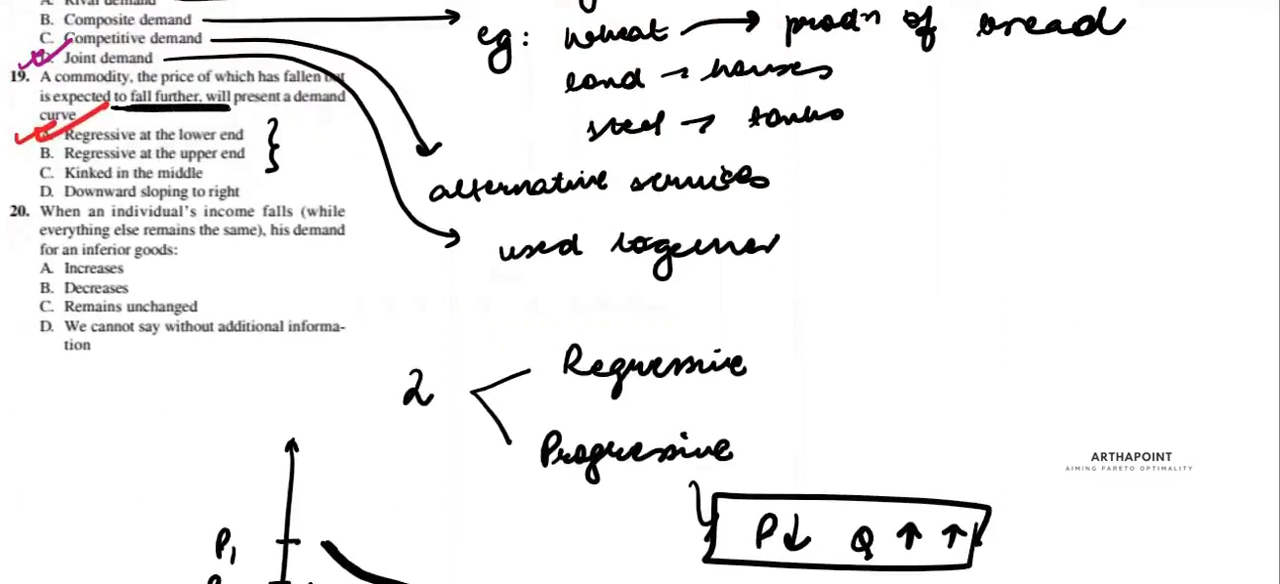 A. Rival demand
B. Composite demand
C. Competitive demand
D. Joint demand
19. A commodity, the price of which has fallen but
is expected to fall further, will present a demand
curve
A. Regressive at the lower end
B. Regressive at the upper end
C. Kinked in the middle
D. Downward sloping to right
20. When an individual's income falls (while
everything else remains the same), his demand
for an inferior goods:
A. Increases
B. Decreases
C. Remains unchanged
D. We cannot say without additional informa-
tion
eg: wheat → prodn of bread
land → houses
steel → tanks
alternative services
used together
2
Regressive
Progressive
P↓ Q ↑ ↑
P1
ARTHAPOINT
AIMING PARETO OPTIMALITY